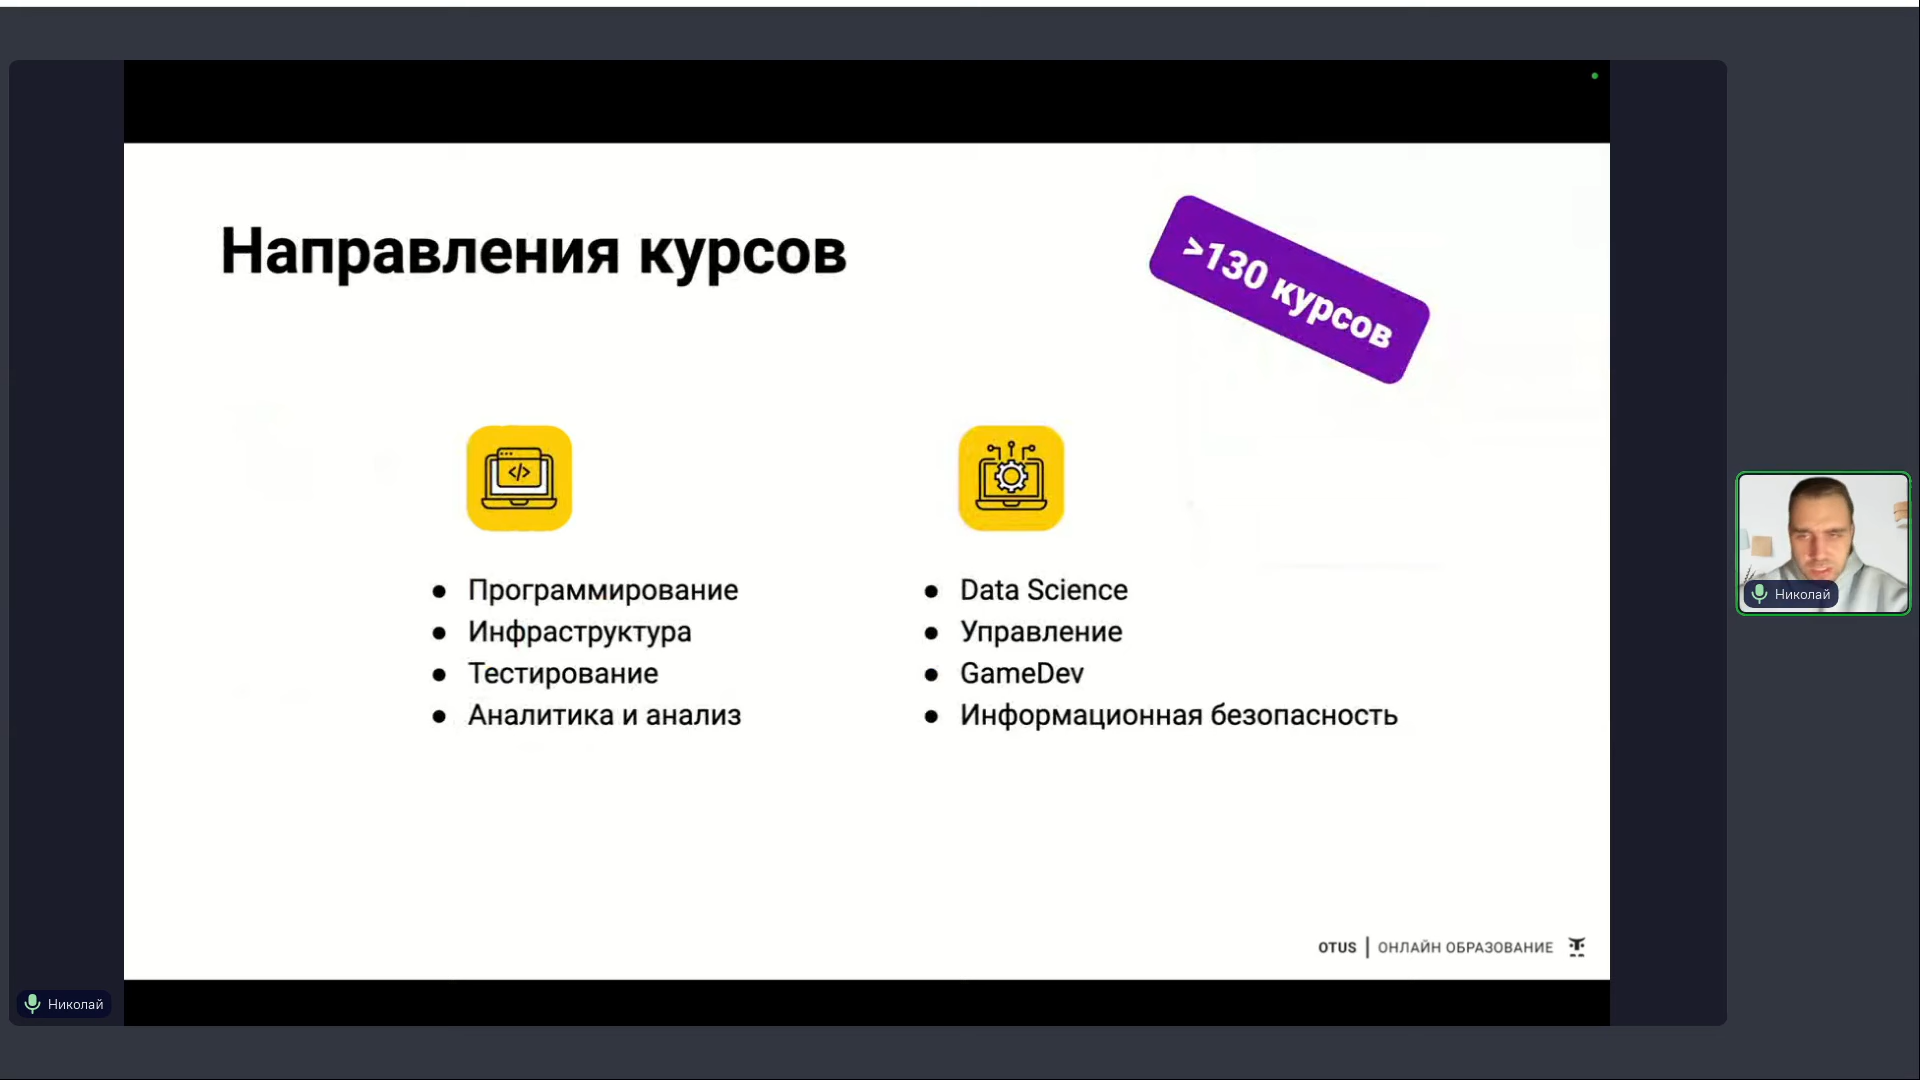 Направления курсов
>130 курсов
</>
● Программирование
● Инфраструктура
● Тестирование
● Аналитика и анализ
● Data Science
● Управление
● GameDev
● Информационная безопасность
OTUS | ОНЛАЙН ОБРАЗОВАНИЕ
Николай
Николай